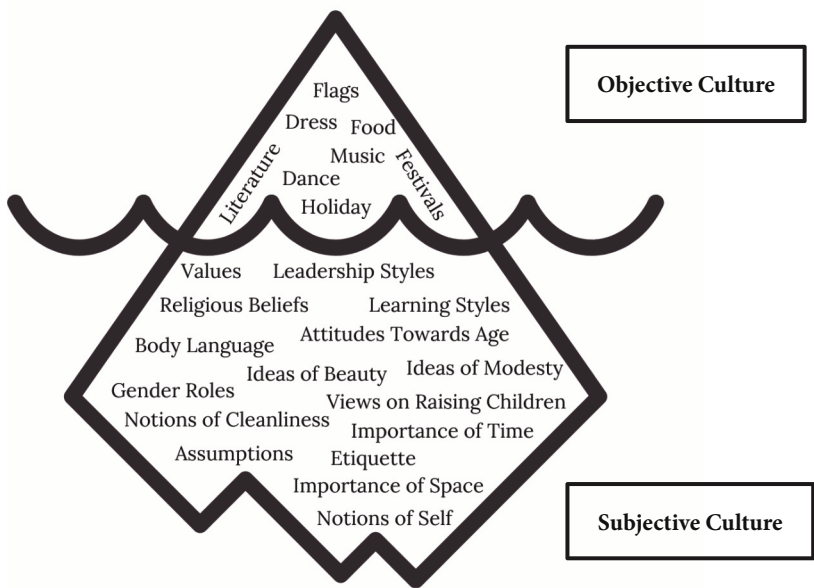 Objective Culture
Flags
Dress
Food
Music
Literature
Festivals
Dance
Holiday
Values
Leadership Styles
Religious Beliefs
Learning Styles
Attitudes Towards Age
Body Language
Ideas of Beauty
Ideas of Modesty
Gender Roles
Views on Raising Children
Notions of Cleanliness
Importance of Time
Assumptions
Etiquette
Importance of Space
Notions of Self
Subjective Culture